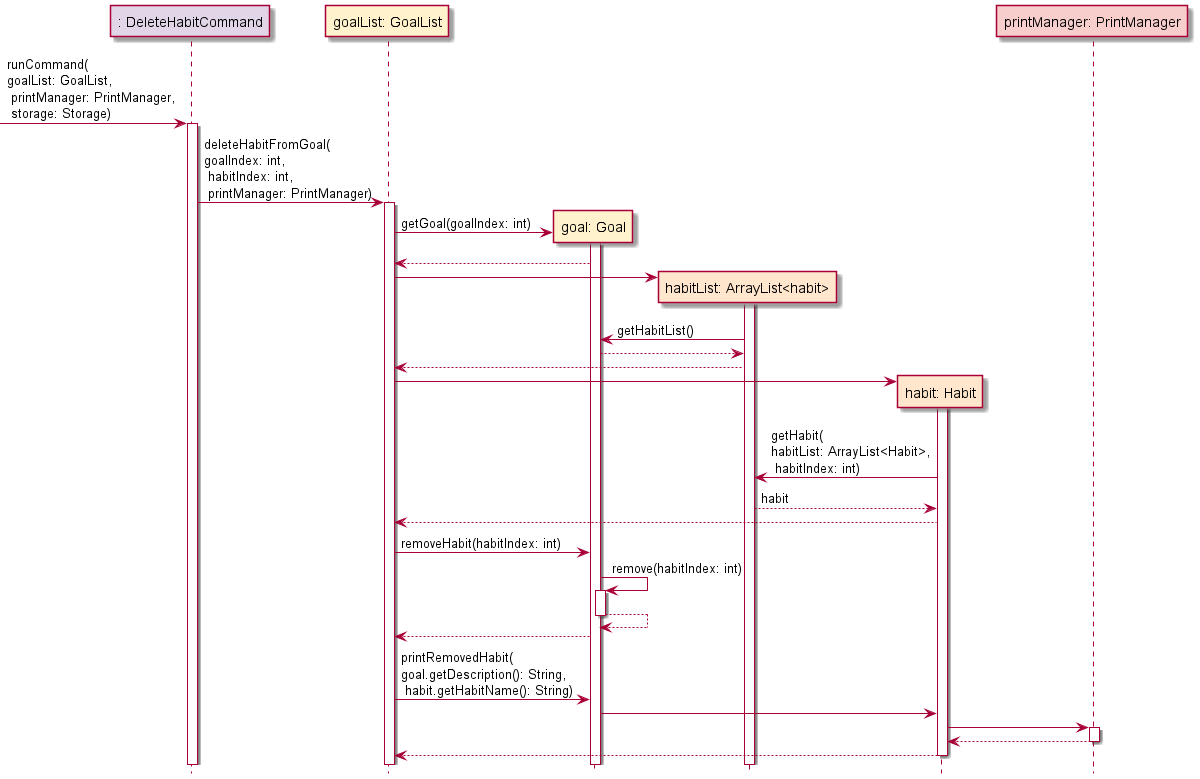 : DeleteHabitCommand
goalList: GoalList
printManager: PrintManager
runCommand(
goalList: GoalList,
printManager: PrintManager,
storage: Storage)
deleteHabitFromGoal(
goalIndex: int,
habitIndex: int,
printManager: PrintManager)
getGoal(goalIndex: int)
goal: Goal
habitList: ArrayList<habit>
getHabitList()
habit: Habit
getHabit(
habitList: ArrayList<Habit>,
habitIndex: int)
habit
removeHabit(habitIndex: int)
remove(habitIndex: int)
printRemovedHabit(
goal.getDescription(): String,
habit.getHabitName(): String)